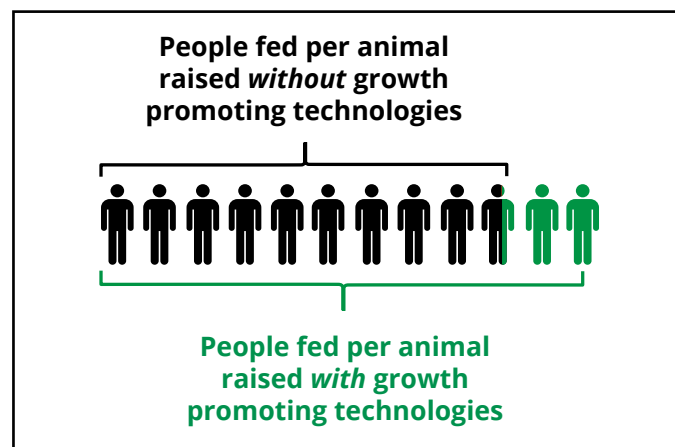 People fed per animal
raised without growth
promoting technologies
People fed per animal
raised with growth
promoting technologies